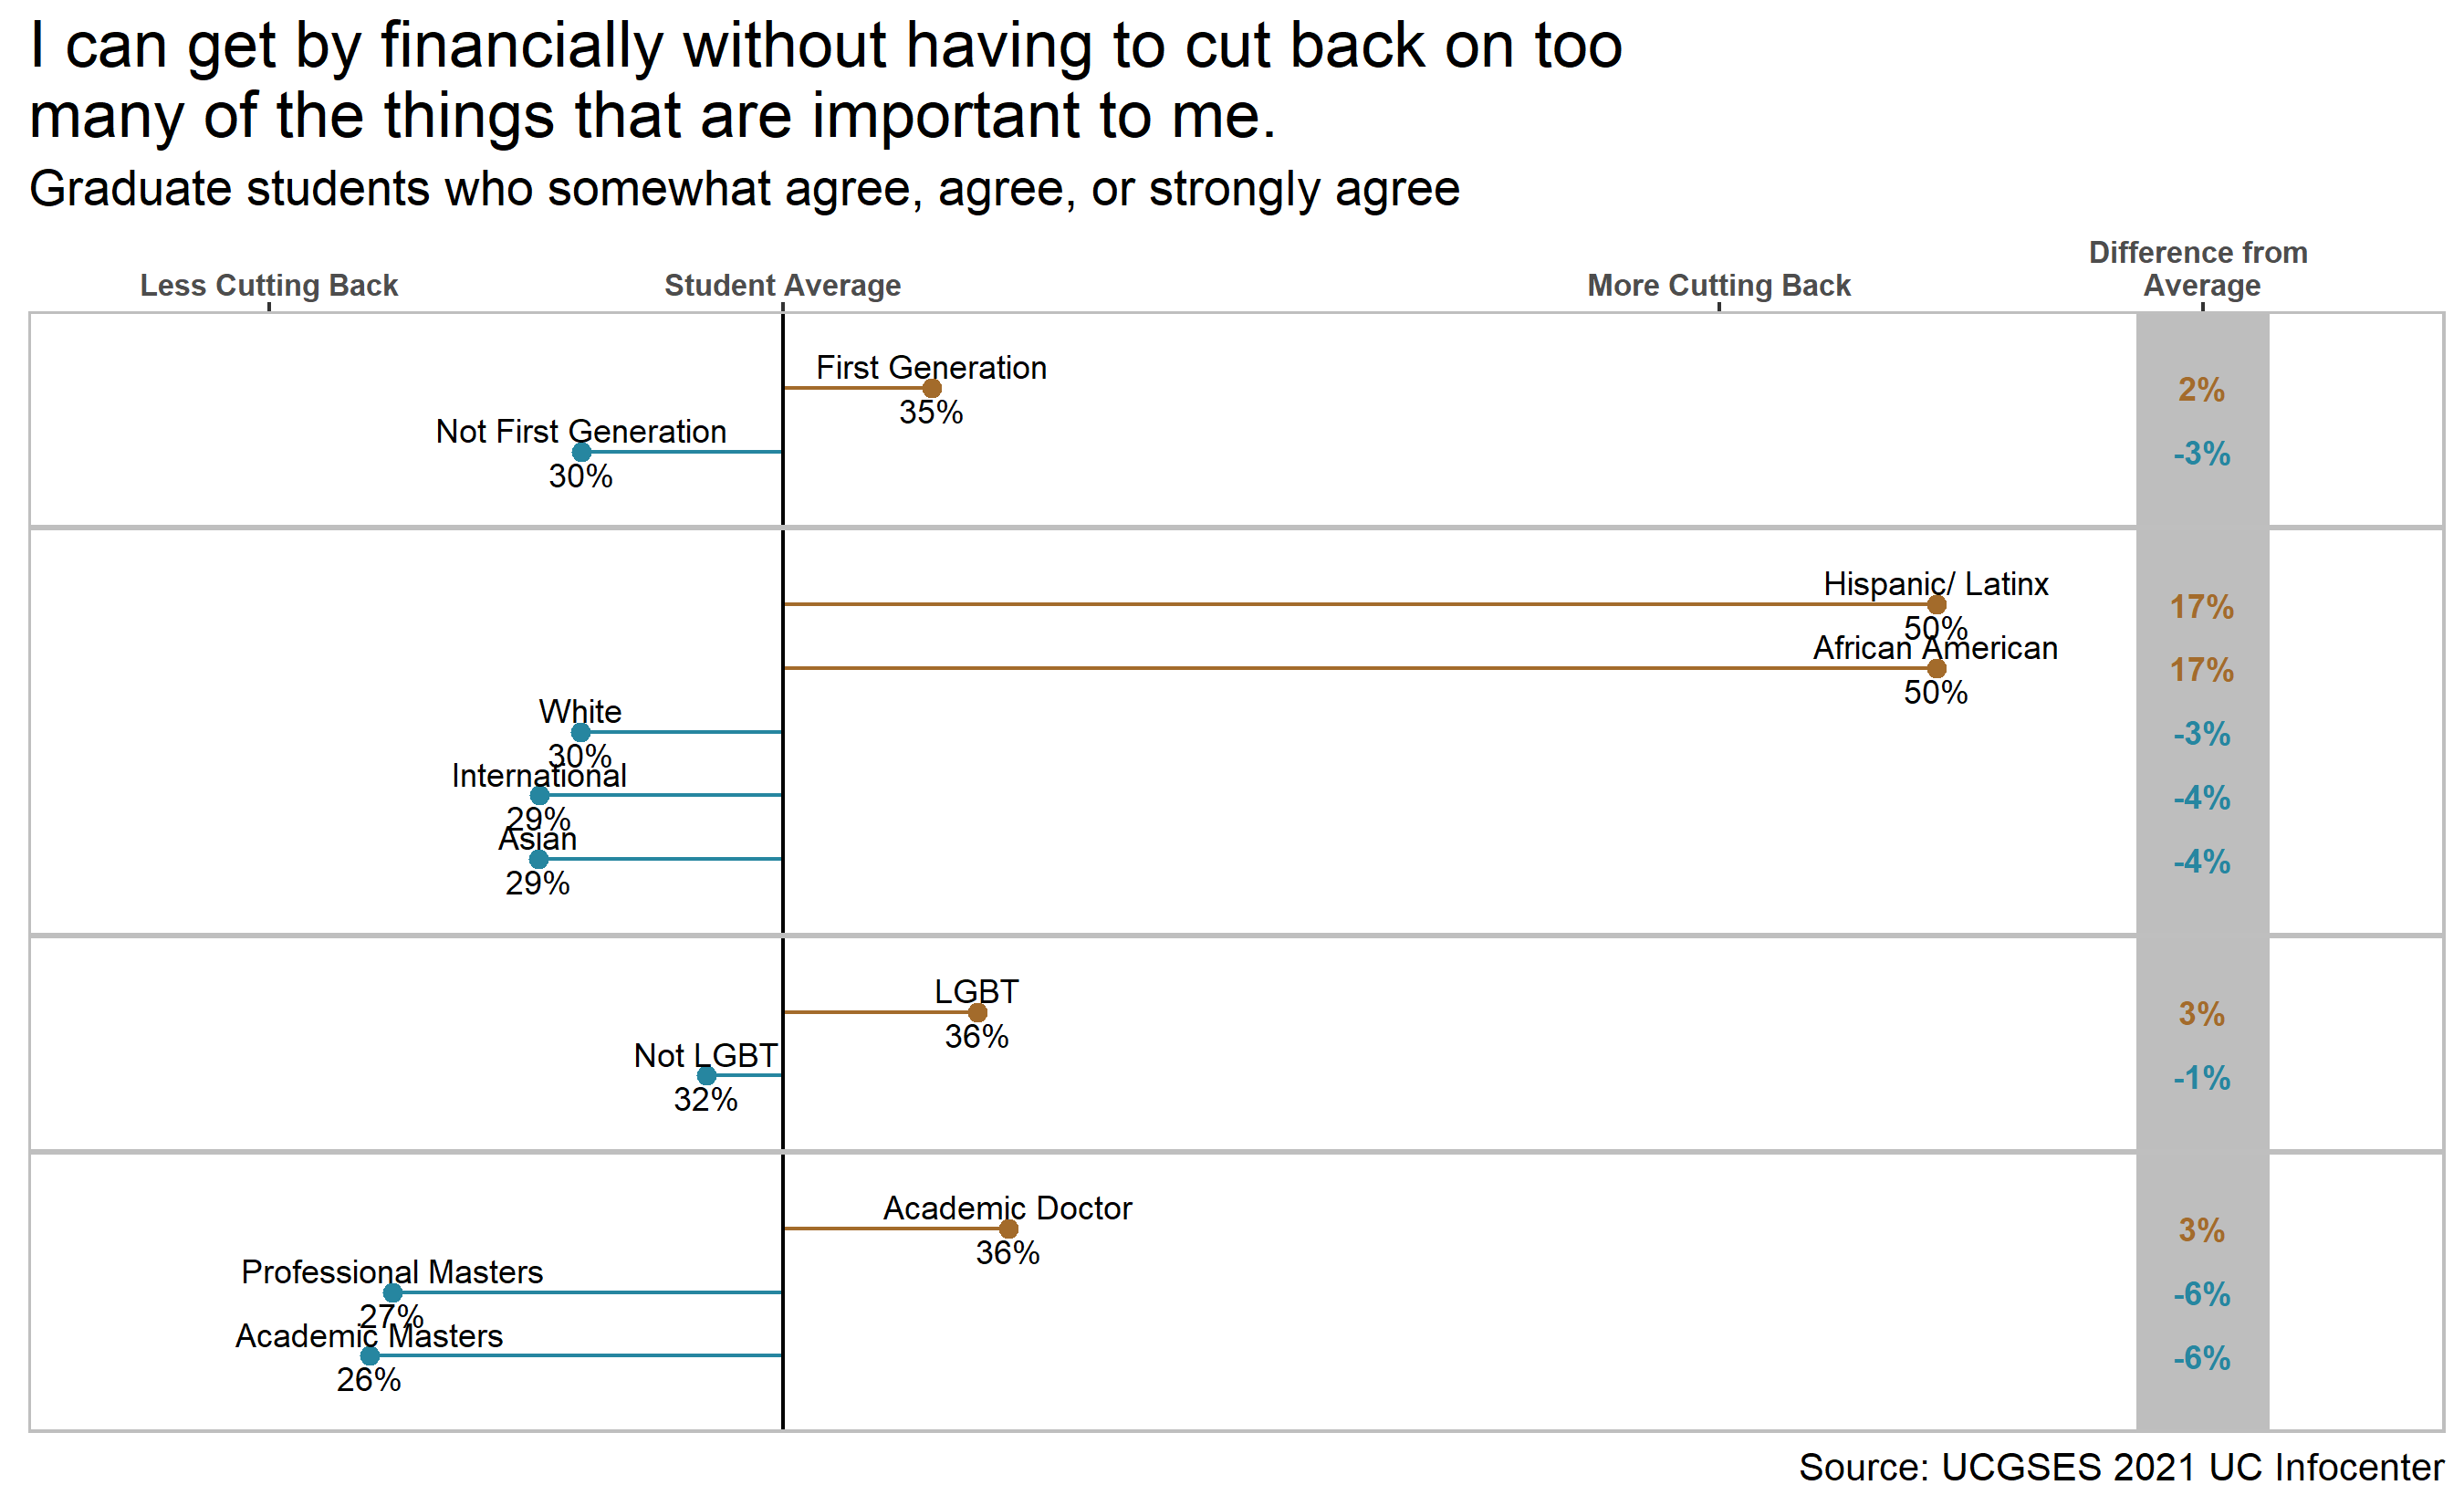 I can get by financially without having to cut back on too
many of the things that are important to me.
Graduate students who somewhat agree, agree, or strongly agree
Less Cutting Back
Student Average
More Cutting Back
Difference from
Average
First Generation
35%
2%
Not First Generation
30%
-3%
Hispanic/ Latinx
50%
17%
African American
50%
17%
White
30%
-3%
International
29%
-4%
Asian
29%
-4%
LGBT
36%
3%
Not LGBT
32%
-1%
Academic Doctor
36%
3%
Professional Masters
27%
-6%
Academic Masters
26%
-6%
Source: UCGSES 2021 UC Infocenter